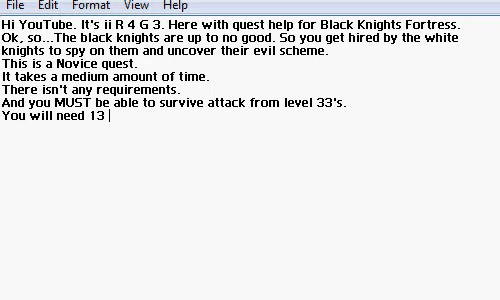 File Edit Format View Help
Hi YouTube. It's ii R 4 G 3. Here with quest help for Black Knights Fortress.
Ok, so...The black knights are up to no good. So you get hired by the white
knights to spy on them and uncover their evil scheme.
This is a Novice quest.
It takes a medium amount of time.
There isn't any requirements.
And you MUST be able to survive attack from level 33's.
You will need 13